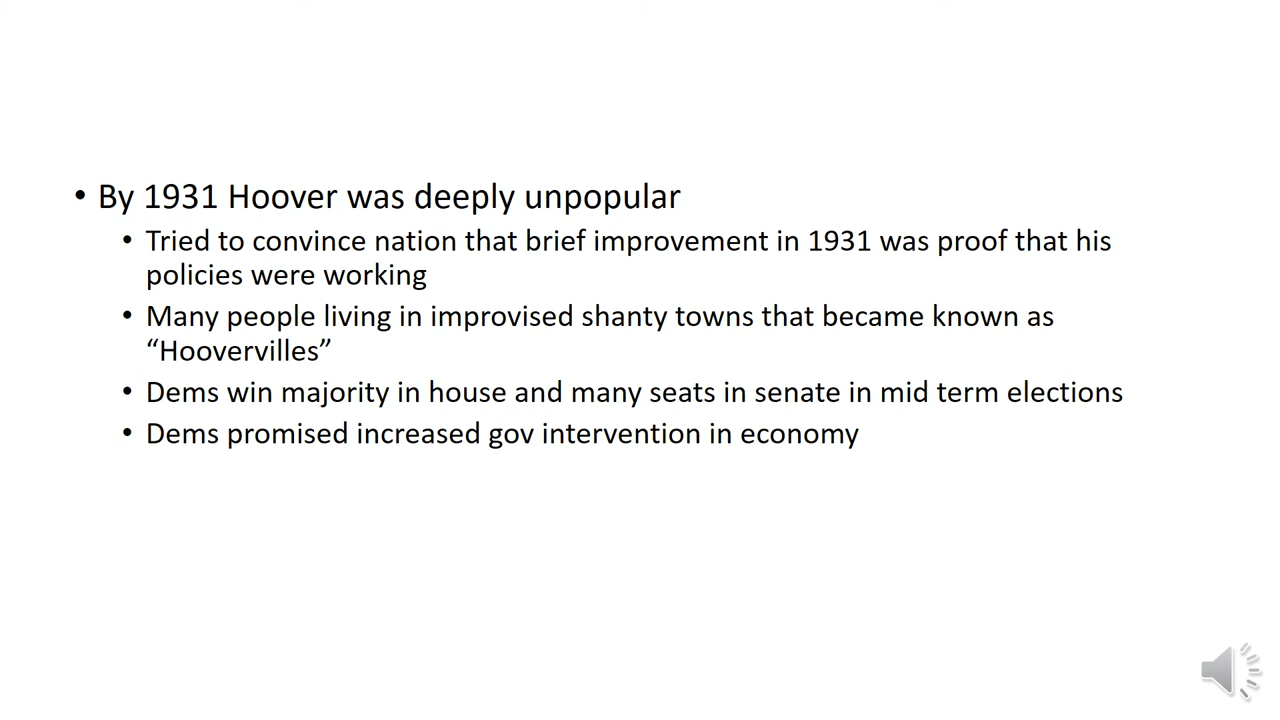 • By 1931 Hoover was deeply unpopular
• Tried to convince nation that brief improvement in 1931 was proof that his
policies were working
• Many people living in improvised shanty towns that became known as
“Hoovervilles”
• Dems win majority in house and many seats in senate in mid term elections
• Dems promised increased gov intervention in economy